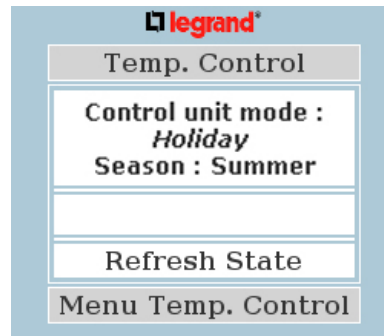 legrand®
Temp. Control
Control unit mode :
Holiday
Season : Summer
Refresh State
Menu Temp. Control